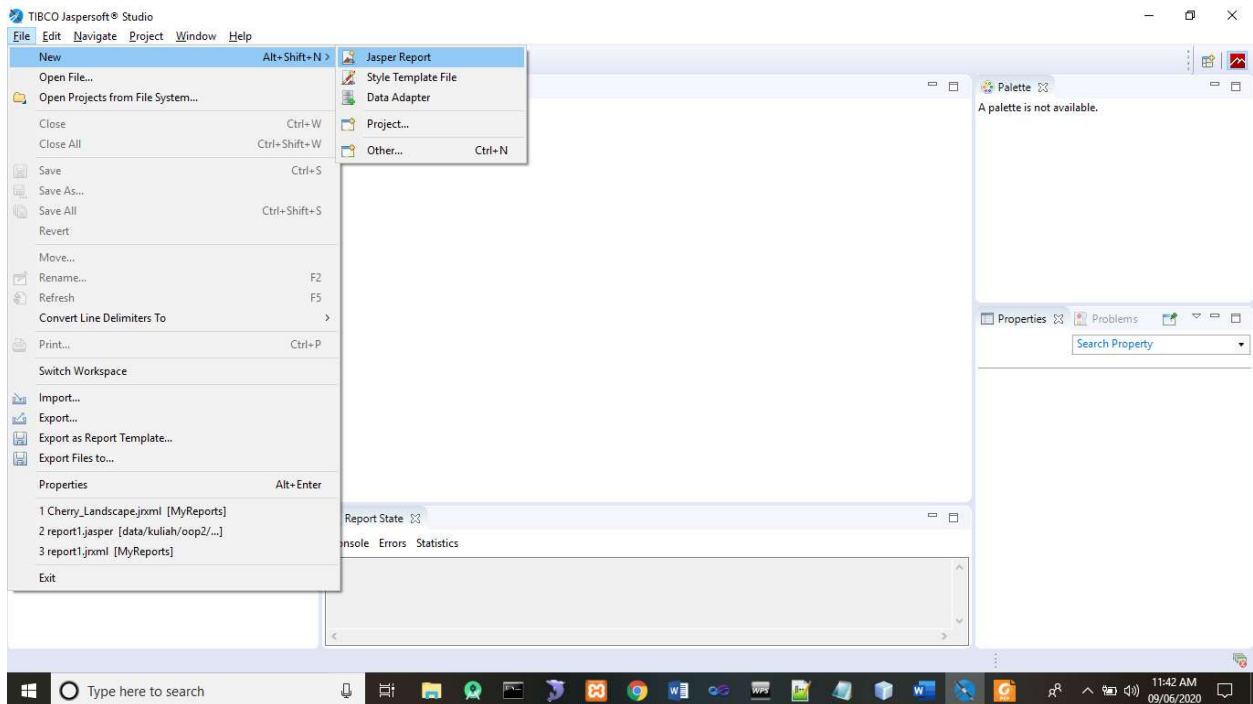 TIBCO Jaspersoft® Studio
File Edit Navigate Project Window Help
New Alt+Shift+N >
Open File...
Open Projects from File System...
Close Ctrl+W
Close All Ctrl+Shift+W
Save Ctrl+S
Save As...
Save All Ctrl+Shift+S
Revert
Move...
Rename... F2
Refresh F5
Convert Line Delimiters To >
Print... Ctrl+P
Switch Workspace
Import...
Export...
Export as Report Template...
Export Files to...
Properties Alt+Enter
1 Cherry_Landscape.jrxml [MyReports]
2 report1.jasper [data/kuliah/oop2/...]
3 report1.jrxml [MyReports]
Exit
Jasper Report
Style Template File
Data Adapter
Project...
Other... Ctrl+N
Palette
A palette is not available.
Properties Problems
Search Property
Report State
onsole Errors Statistics
Type here to search
11:42 AM
09/06/2020